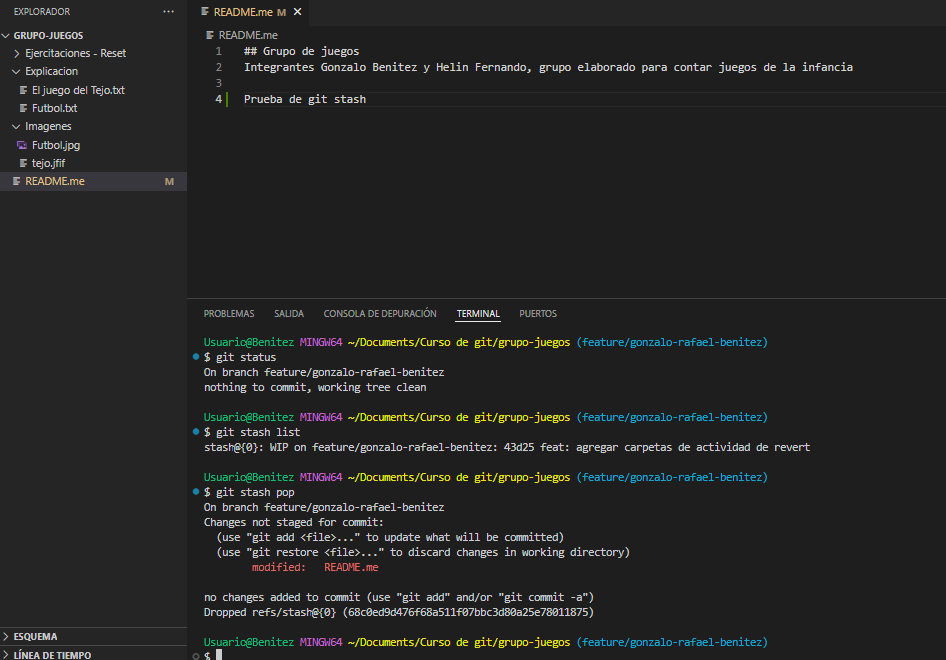 EXPLORADOR
GRUPO-JUEGOS
Ejercitaciones - Reset
Explicacion
El juego del Tejo.txt
Futbol.txt
Imagenes
Futbol.jpg
tejo.jfif
README.me M
ESQUEMA
LÍNEA DE TIEMPO
README.me M
README.me
1 ## Grupo de juegos
2 Integrantes Gonzalo Benitez y Helin Fernando, grupo elaborado para contar juegos de la infancia
3
4 Prueba de git stash
PROBLEMAS SALIDA CONSOLA DE DEPURACIÓN TERMINAL PUERTOS
Usuario@Benitez MINGW64 ~/Documents/Curso de git/grupo-juegos (feature/gonzalo-rafael-benitez)
$ git status
On branch feature/gonzalo-rafael-benitez
nothing to commit, working tree clean
Usuario@Benitez MINGW64 ~/Documents/Curso de git/grupo-juegos (feature/gonzalo-rafael-benitez)
$ git stash list
stash@{0}: WIP on feature/gonzalo-rafael-benitez: 43d25 feat: agregar carpetas de actividad de revert
Usuario@Benitez MINGW64 ~/Documents/Curso de git/grupo-juegos (feature/gonzalo-rafael-benitez)
$ git stash pop
On branch feature/gonzalo-rafael-benitez
Changes not staged for commit:
(use "git add <file>..." to update what will be committed)
(use "git restore <file>..." to discard changes in working directory)
modified: README.me
no changes added to commit (use "git add" and/or "git commit -a")
Dropped refs/stash@{0} (68c0ed9d476f68a511f07bbc3d80a25e78011875)
Usuario@Benitez MINGW64 ~/Documents/Curso de git/grupo-juegos (feature/gonzalo-rafael-benitez)
$